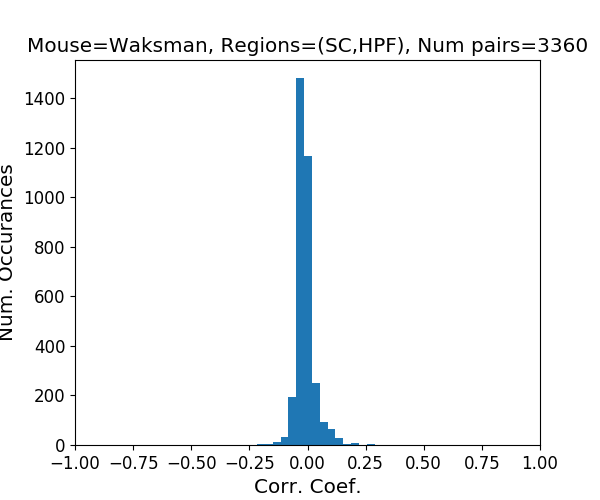 Mouse=Waksman, Regions=(SC,HPF), Num pairs=3360
Num. Occurances
1400
1200
1000
800
600
400
200
0
−1.00 −0.75 −0.50 −0.25 0.00 0.25 0.50 0.75 1.00
Corr. Coef.